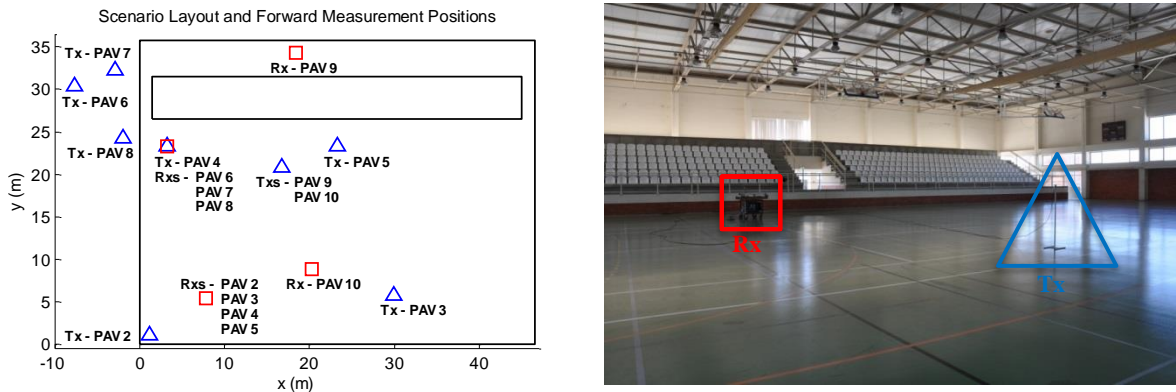 Scenario Layout and Forward Measurement Positions
35
30
25
20
15
10
5
0
-10
0
10
20
30
40
y (m)
x (m)
Tx - PAV 7
Tx - PAV 6
Rx - PAV 9
Tx - PAV 8
Tx - PAV 4
Rxs - PAV 6
PAV 7
PAV 8
Tx - PAV 5
Txs - PAV 9
PAV 10
Rxs - PAV 2
PAV 3
PAV 4
PAV 5
Rx - PAV 10
Tx - PAV 3
Tx - PAV 2
Rx
Tx